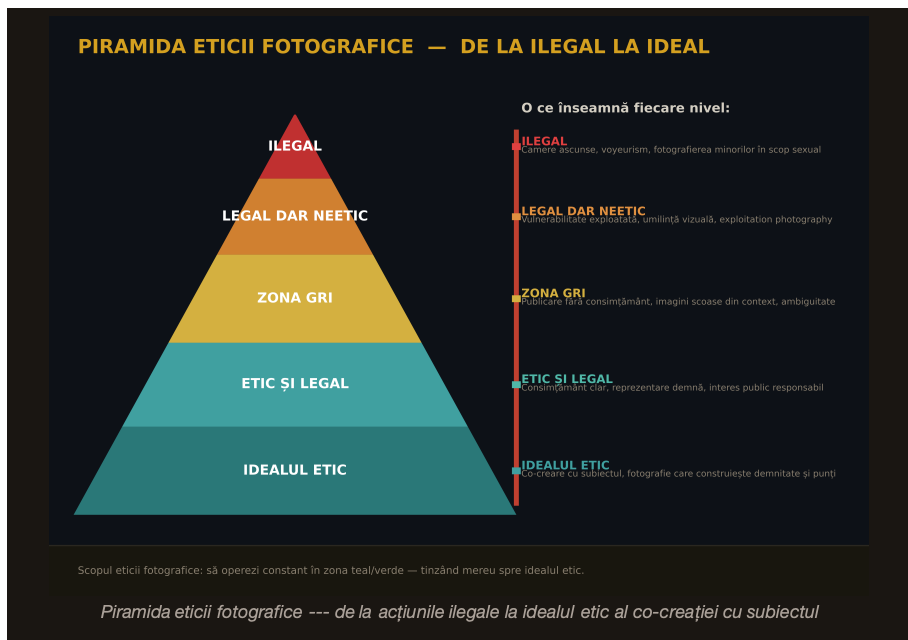 PIRAMIDA ETICII FOTOGRAFICE — DE LA ILEGAL LA IDEAL
O ce înseamnă fiecare nivel:
ILEGAL
ILEGAL
Camere ascunse, voyeurism, fotografierea minorilor în scop sexual
LEGAL DAR NEETIC
LEGAL DAR NEETIC
Vulnerabilitate exploatată, umilință vizuală, exploitation photography
ZONA GRI
ZONA GRI
Publicare fără consimțământ, imagini scoase din context, ambiguitate
ETIC ȘI LEGAL
ETIC ȘI LEGAL
Consimțământ clar, reprezentare demnă, interes public responsabil
IDEALUL ETIC
IDEALUL ETIC
Co-creare cu subiectul, fotografie care construiește demnitate și punți
Scopul eticii fotografice: să operezi constant în zona teal/verde — tinzând mereu spre idealul etic.
Piramida eticii fotografice --- de la acțiunile ilegale la idealul etic al co-creației cu subiectul